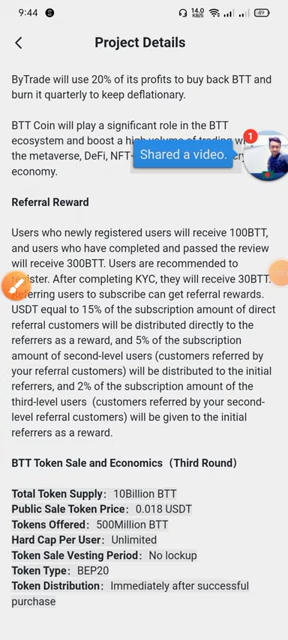 9:44
14.0
KB/S
Project Details
ByTrade will use 20% of its profits to buy back BTT and
burn it quarterly to keep deflationary.
BTT Coin will play a significant role in the BTT
ecosystem and boost a high volume of trading wi
the metaverse, DeFi, NFT
economy.
1
Shared a video.
Referral Reward
Users who newly registered users will receive 100BTT,
and users who have completed and passed the review
will receive 300BTT. Users are recommended to
ster. After completing KYC, they will receive 30BTT.
erring users to subscribe can get referral rewards.
USDT equal to 15% of the subscription amount of direct
referral customers will be distributed directly to the
referrers as a reward, and 5% of the subscription
amount of second-level users (customers referred by
your referral customers) will be distributed to the initial
referrers, and 2% of the subscription amount of the
third-level users (customers referred by your second-
level referral customers) will be given to the initial
referrers as a reward.
BTT Token Sale and Economics (Third Round)
Total Token Supply: 10Billion BTT
Public Sale Token Price: 0.018 USDT
Tokens Offered: 500Million BTT
Hard Cap Per User: Unlimited
Token Sale Vesting Period: No lockup
Token Type: BEP20
Token Distribution: Immediately after successful
purchase